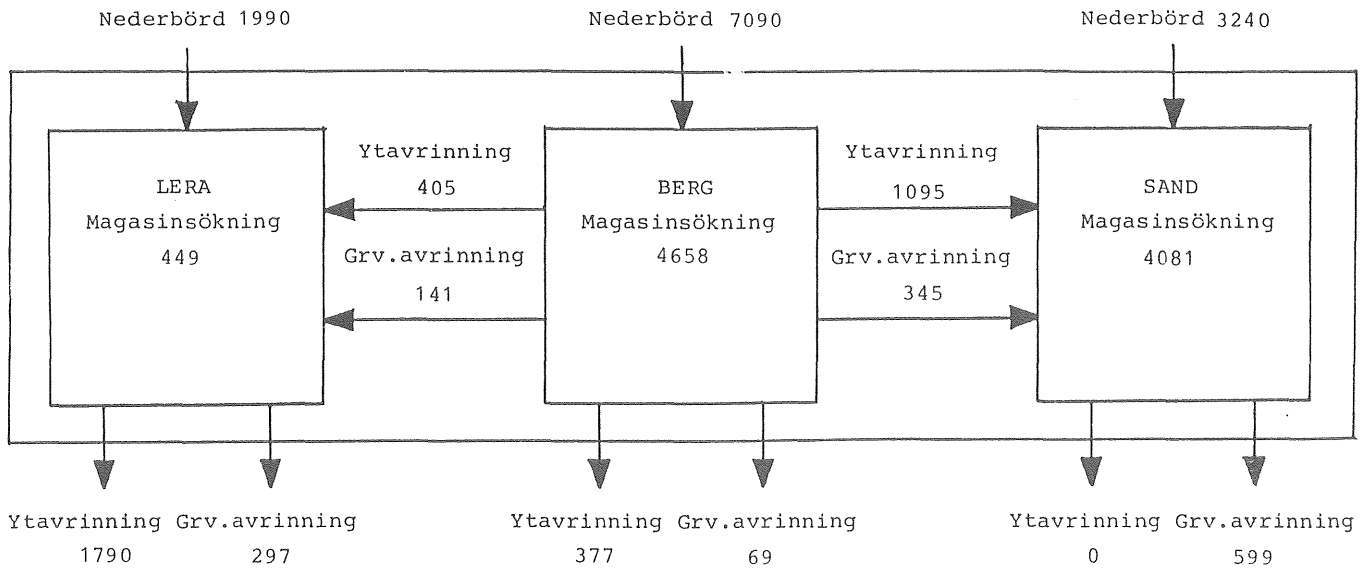 Nederbörd 1990
Nederbörd 7090
Nederbörd 3240
LERA
Magasinsökning
449
Ytavrinning
405
Grv.avrinning
141
BERG
Magasinsökning
4658
Ytavrinning
1095
Grv.avrinning
345
SAND
Magasinsökning
4081
Ytavrinning Grv.avrinning
1790 297
Ytavrinning Grv.avrinning
377 69
Ytavrinning Grv.avrinning
0 599